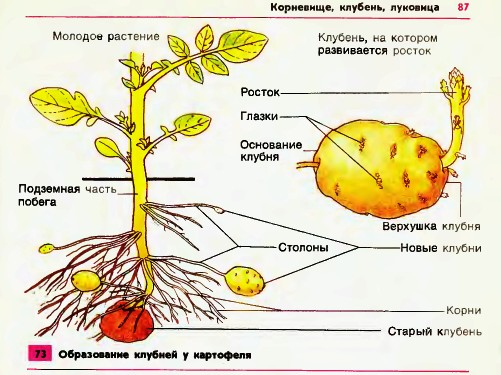 Корневище, клубень, луковица 87
Молодое растение
Клубень, на котором
развивается росток
Росток
Глазки
Основание
клубня
Подземная часть
побега
Верхушка клубня
Столоны
Новые клубни
Корни
Старый клубень
73 Образование клубней у картофеля